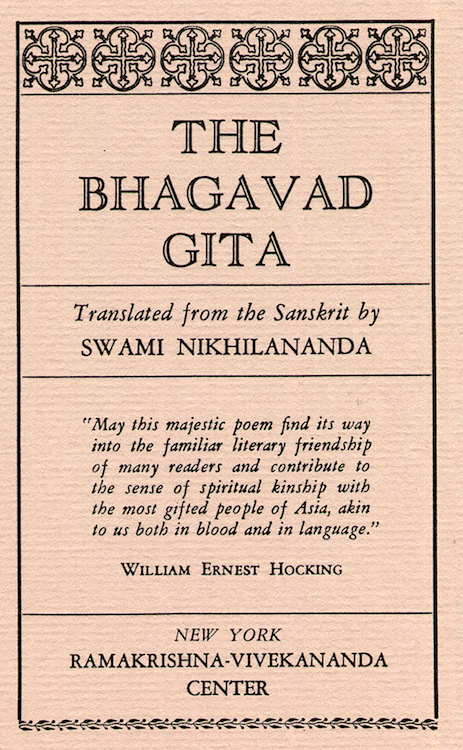 THE
BHAGAVAD
GITA
Translated from the Sanskrit by
SWAMI NIKHILANANDA
"May this majestic poem find its way
into the familiar literary friendship
of many readers and contribute to
the sense of spiritual kinship with
the most gifted people of Asia, akin
to us both in blood and in language."
WILLIAM ERNEST HOCKING
NEW YORK
RAMAKRISHNA-VIVEKANANDA
CENTER